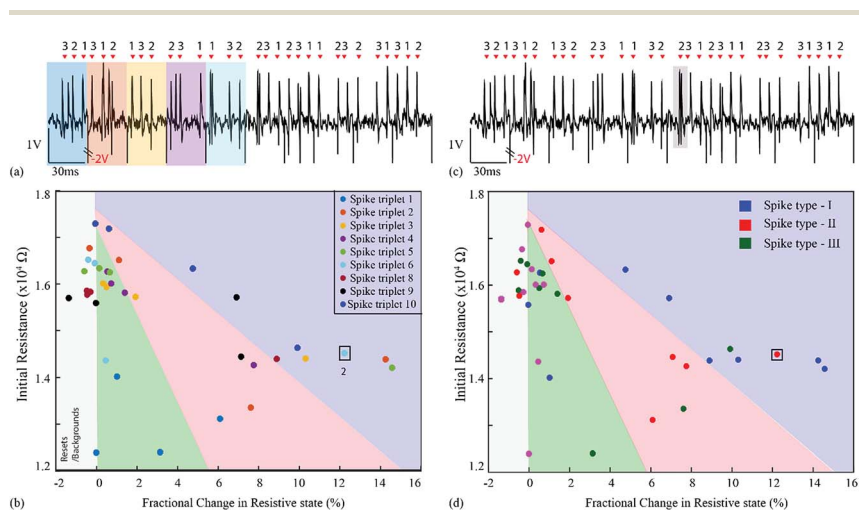 3 2 1 3 1 2 1 3 2 2 3 1 1 3 2 2 3 1 2 3 1 1 2 3 2 3 1 2
3 2 1 3 1 2 1 3 2 2 3 1 1 3 2 2 3 1 2 3 1 1 2 3 2 3 1 2
1V
-2V
30ms
(a)
1V
-2V
30ms
(c)
Initial Resistance (x10⁴ Ω)
1.8
1.6
1.4
1.2
Resets
/Backgrounds
Spike triplet 1
Spike triplet 2
Spike triplet 3
Spike triplet 4
Spike triplet 5
Spike triplet 6
Spike triplet 8
Spike triplet 9
Spike triplet 10
2
-2 0 2 4 6 8 10 12 14 16
(b)
Fractional Change in Resistive state (%)
Initial Resistance (x10⁴ Ω)
1.8
1.6
1.4
1.2
Spike type - I
Spike type - II
Spike type - III
-2 0 2 4 6 8 10 12 14 16
(d)
Fractional Change in Resistive state (%)